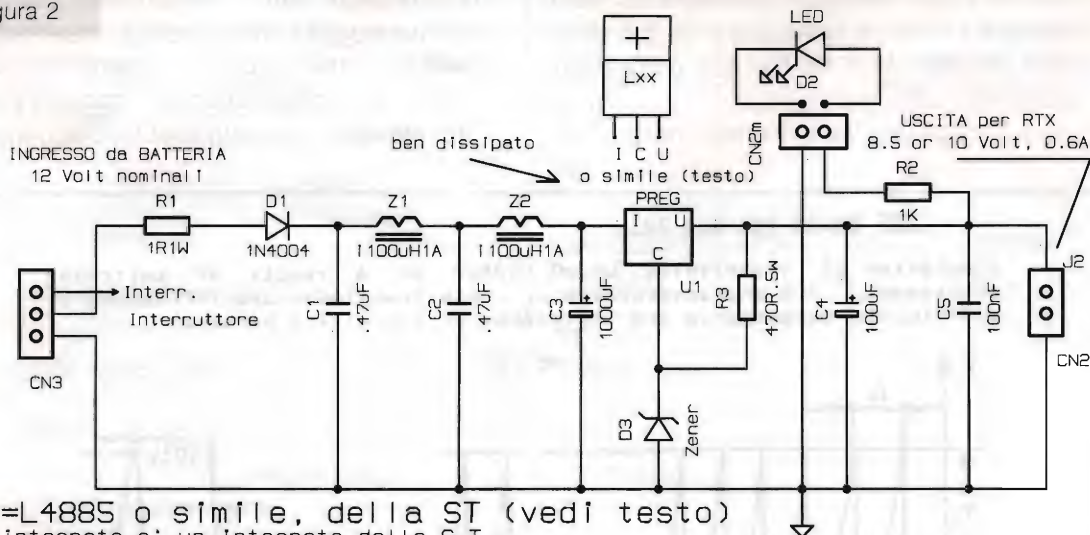 gura 2
LED
+
Lxx
D2
I C U
CN2m
USCITA per RTX
8.5 or 10 Volt, 0.6A
INGRESSO da BATTERIA
12 Volt nominali
ben dissipato
o simile (testo)
R1
D1
Z1
Z2
PREG
R2
1R1W
1N4004
I100uH1A
I100uH1A
I U
C
U1
1K
J2
Interr.
Interruttore
C1
.47uF
C2
.47uF
C3
1000uF
R3
470R.5W
C4
100uF
C5
100nF
CN3
CN2
D3
Zener
=L4885 o simile, della ST (vedi testo)